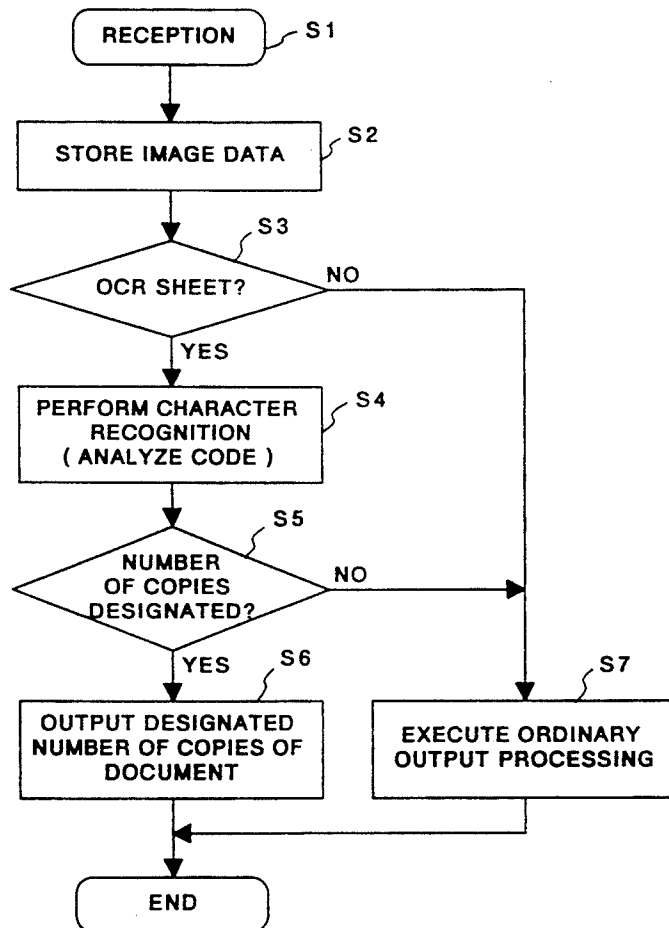 RECEPTION
S1
STORE IMAGE DATA
S2
S3
OCR SHEET?
NO
YES
PERFORM CHARACTER
RECOGNITION
( ANALYZE CODE )
S4
S5
NUMBER
OF COPIES
DESIGNATED?
NO
YES
S6
OUTPUT DESIGNATED
NUMBER OF COPIES OF
DOCUMENT
S7
EXECUTE ORDINARY
OUTPUT PROCESSING
END